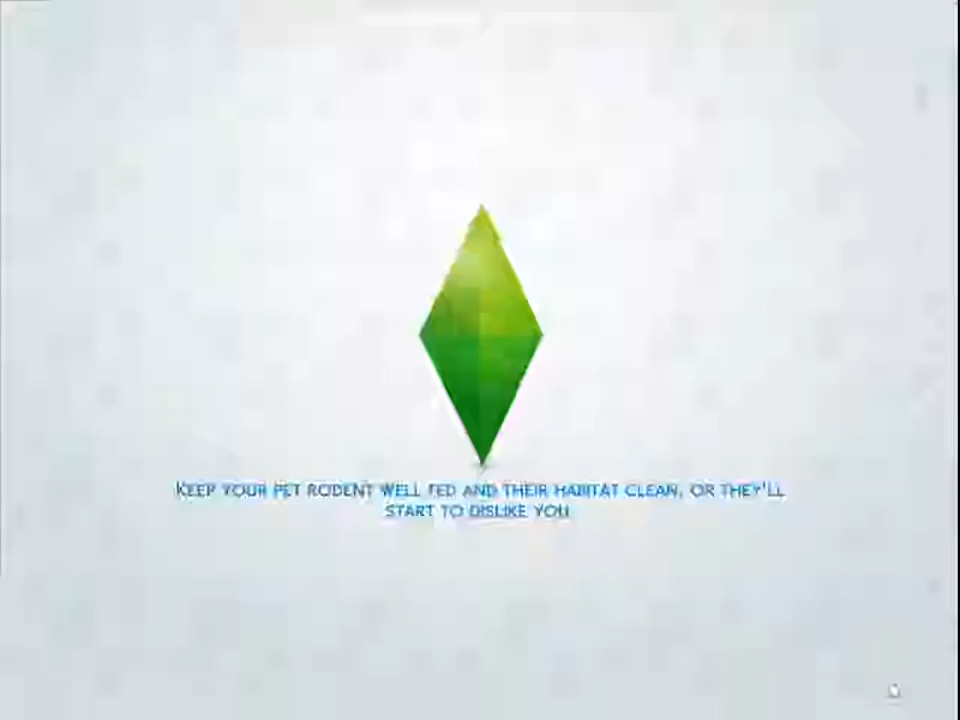 KEEP YOUR PET RODENT WELL FED AND THEIR HABITAT CLEAN, OR THEY'LL
START TO DISLIKE YOU